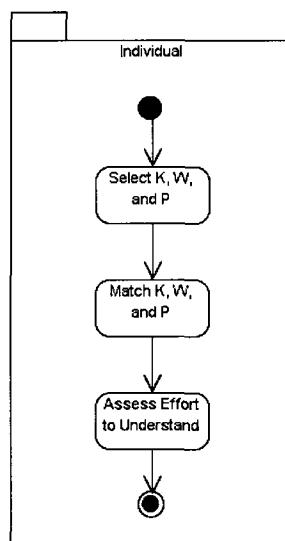 Individual
Select K, W,
and P
Match K, W,
and P
Assess Effort
to Understand